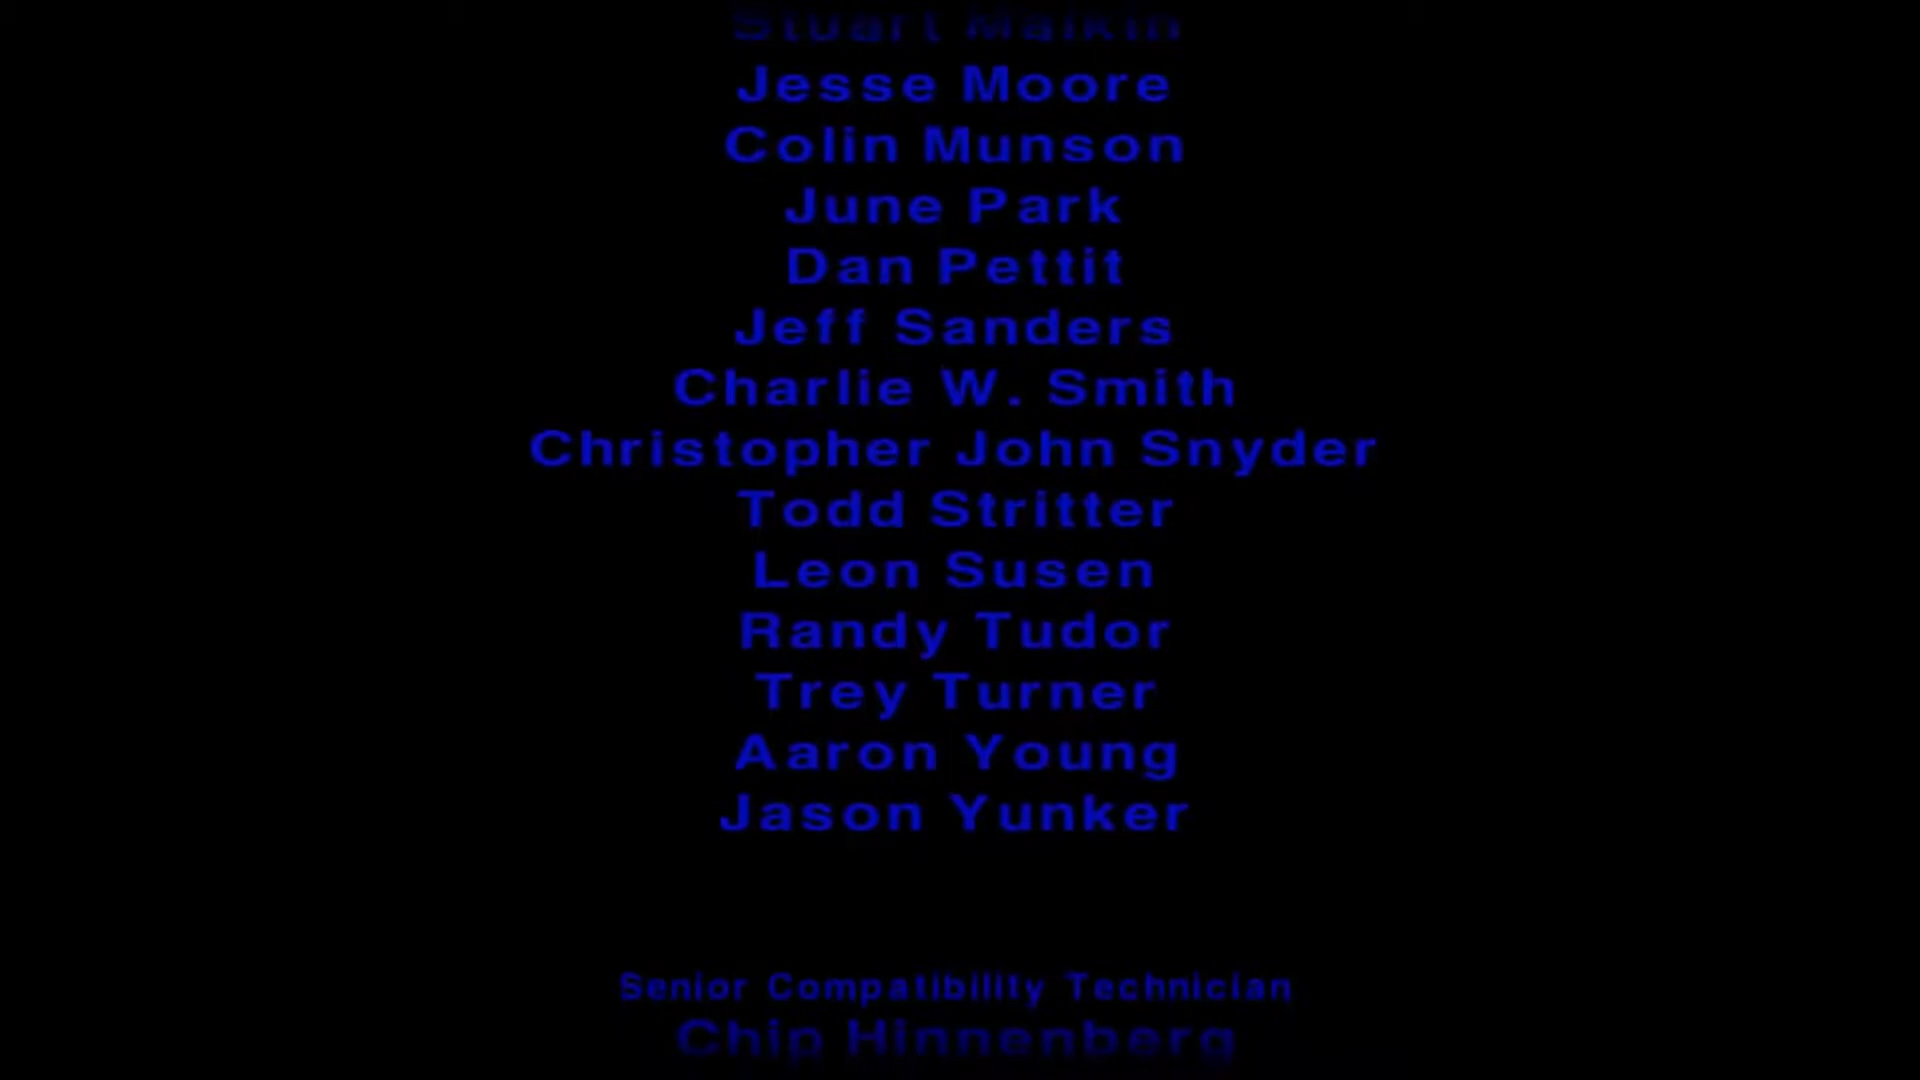 Stuart Malkin
Jesse Moore
Colin Munson
June Park
Dan Pettit
Jeff Sanders
Charlie W. Smith
Christopher John Snyder
Todd Stritter
Leon Susen
Randy Tudor
Trey Turner
Aaron Young
Jason Yunker
Senior Compatibility Technician
Chip Hinnenberg